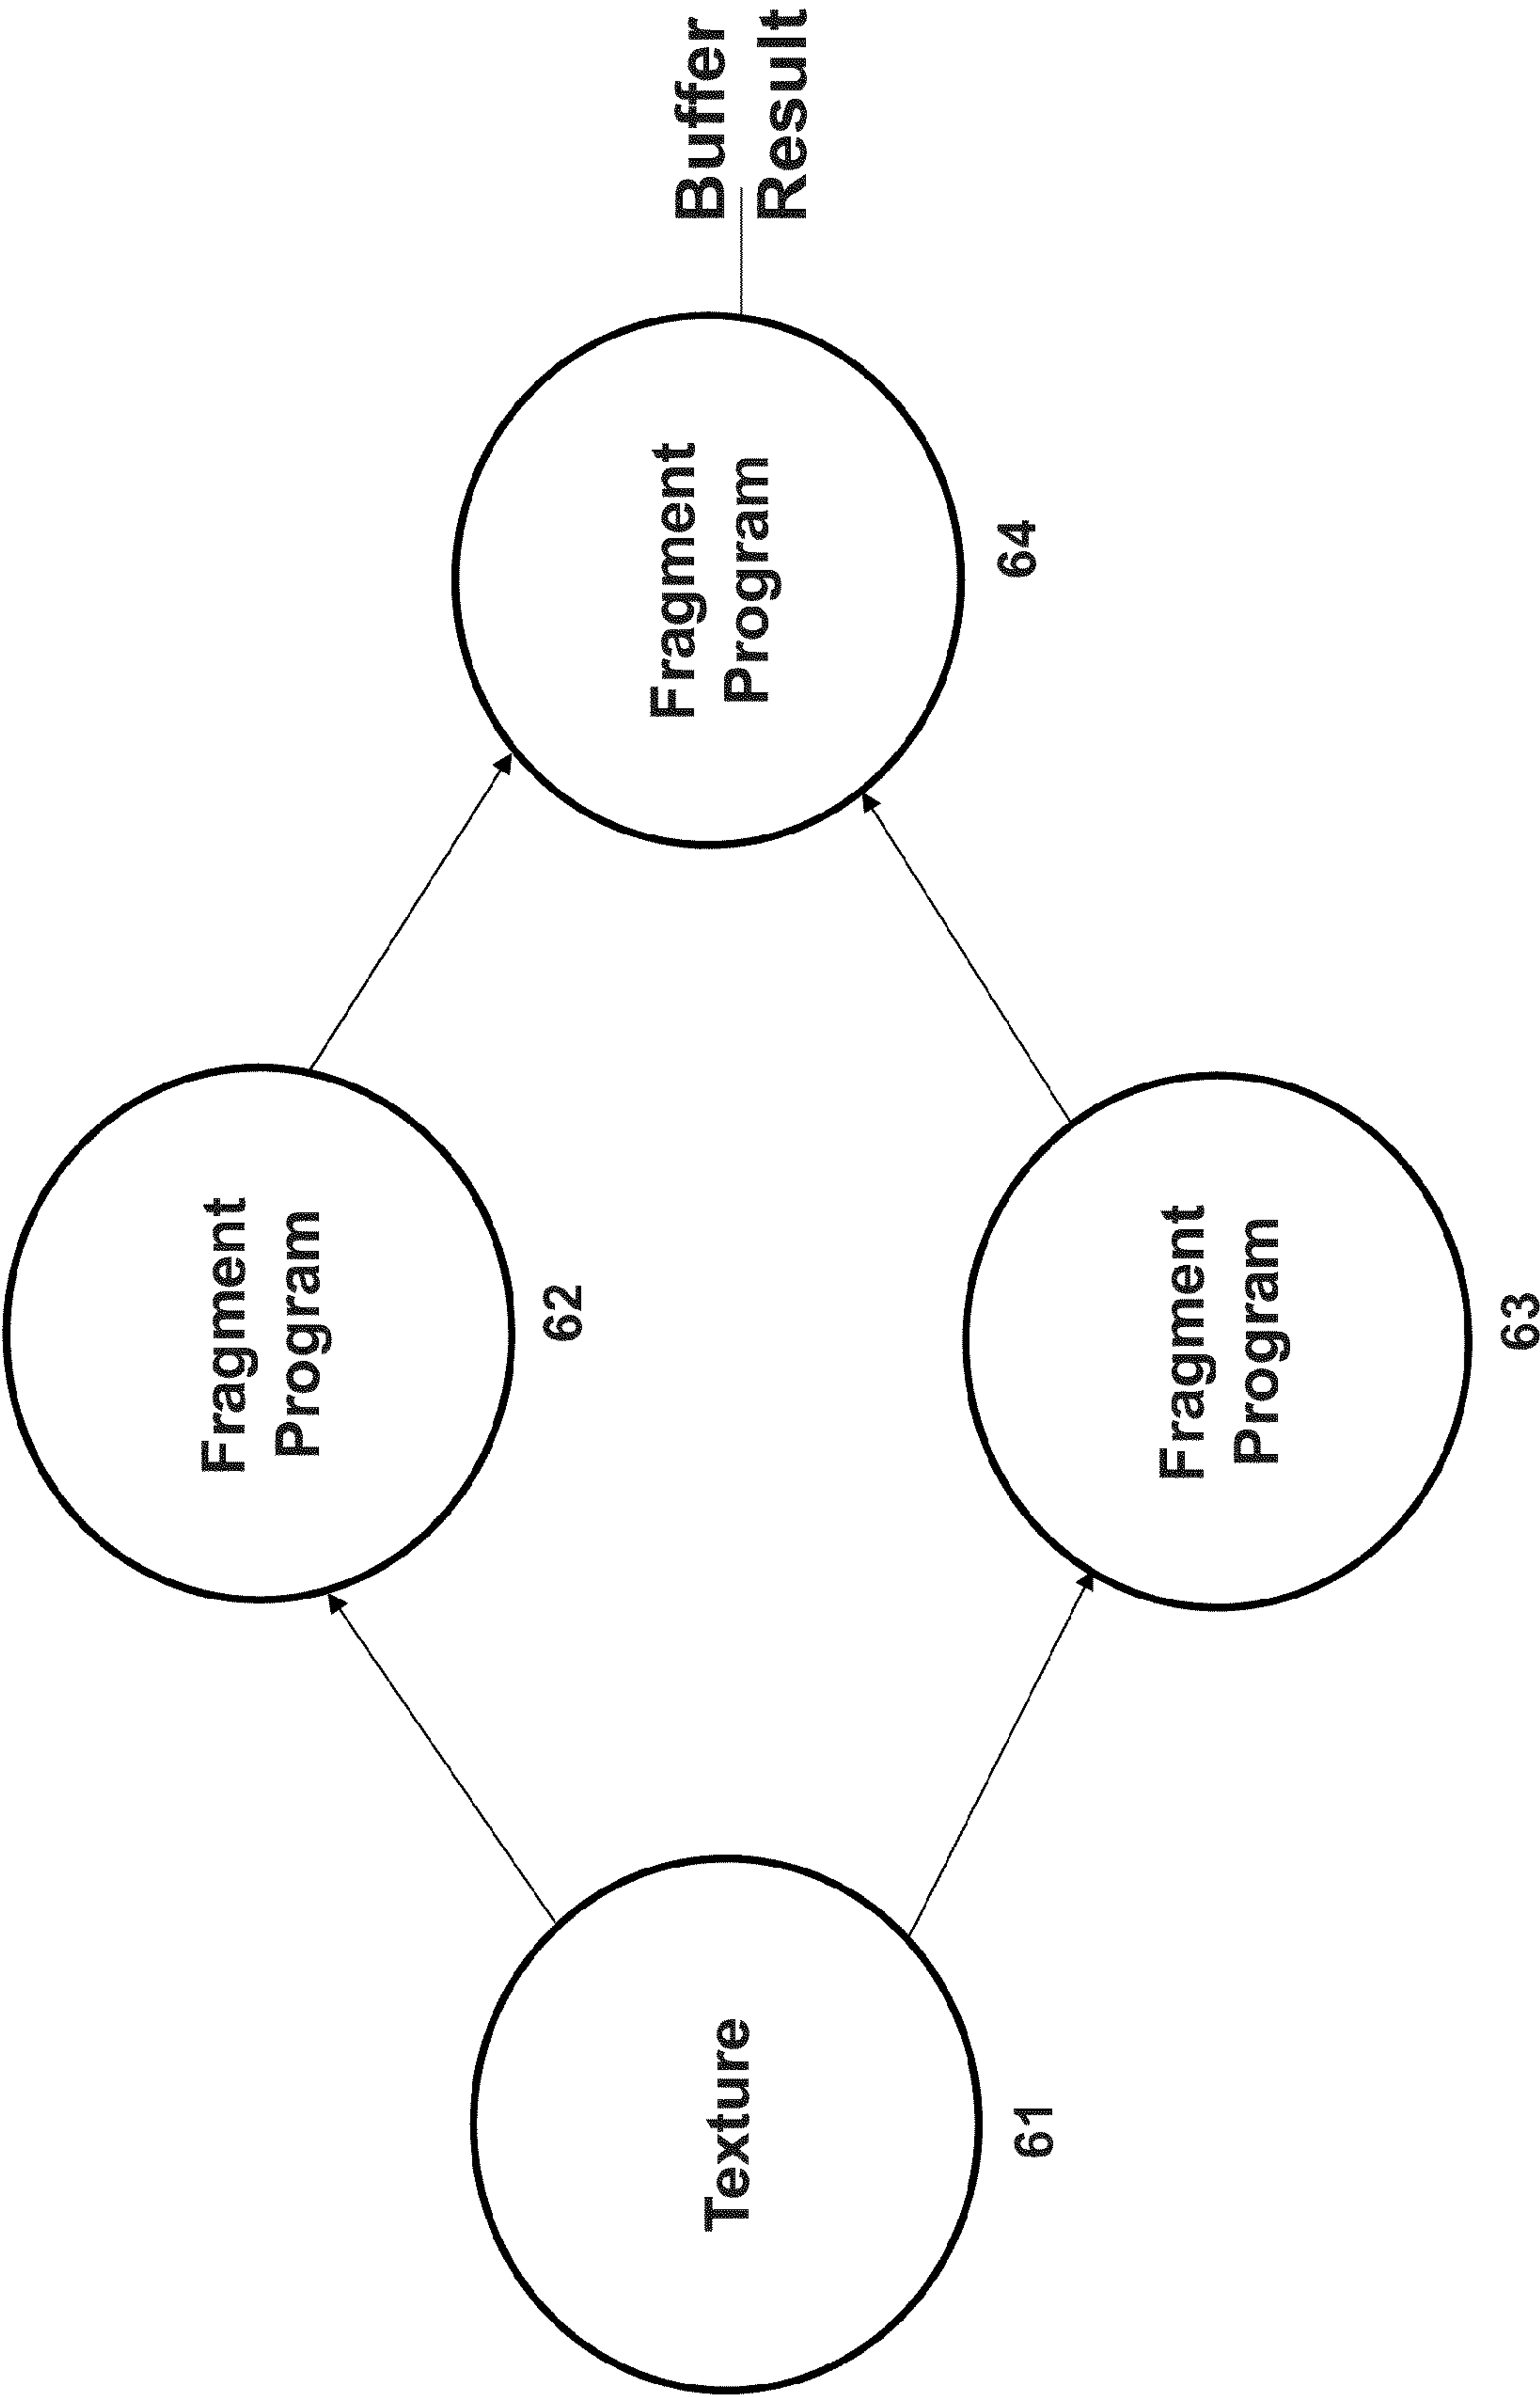 Texture
61
Fragment
Program
62
Fragment
Program
63
Fragment
Program
64
Buffer
Result